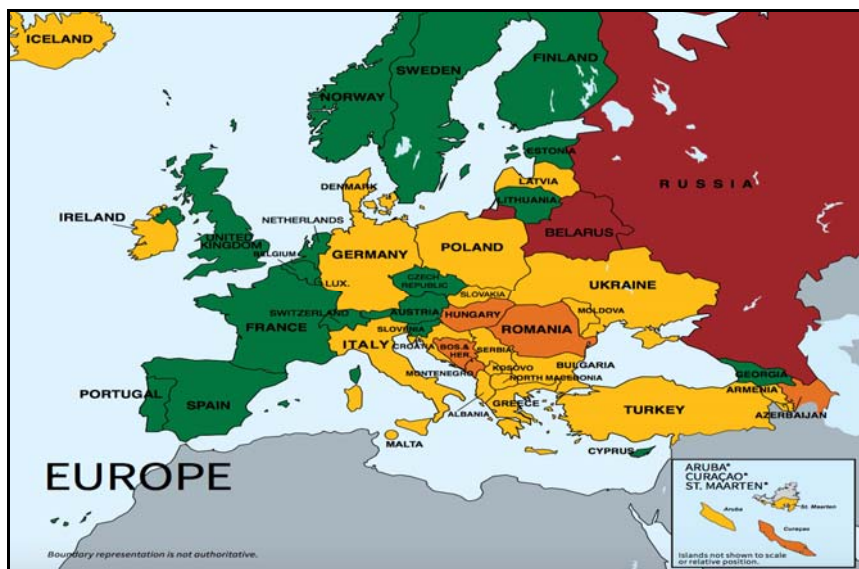 ICELAND
FINLAND
SWEDEN
NORWAY
ESTONIA
RUSSIA
LATVIA
DENMARK
LITHUANIA
IRELAND
NETHERLANDS
BELARUS
UNITED
KINGDOM
BELGIUM
GERMANY
POLAND
LUX.
CZECH
REPUBLIC
UKRAINE
SLOVAKIA
SWITZERLAND
AUSTRIA
HUNGARY
MOLDOVA
FRANCE
SLOVENIA
ROMANIA
ITALY
CROATIA
BOS.&
HER.
SERBIA
BULGARIA
MONTENEGRO
KOSOVO
NORTH MACEDONIA
GEORGIA
ARMENIA
AZERBAIJAN
PORTUGAL
SPAIN
ALBANIA
GREECE
TURKEY
MALTA
CYPRUS
EUROPE
Boundary representation is not authoritative.
ARUBA*
CURAÇAO*
ST. MAARTEN*
Aruba
St. Maarten
Curaçao
Islands not shown to scale
or relative position.